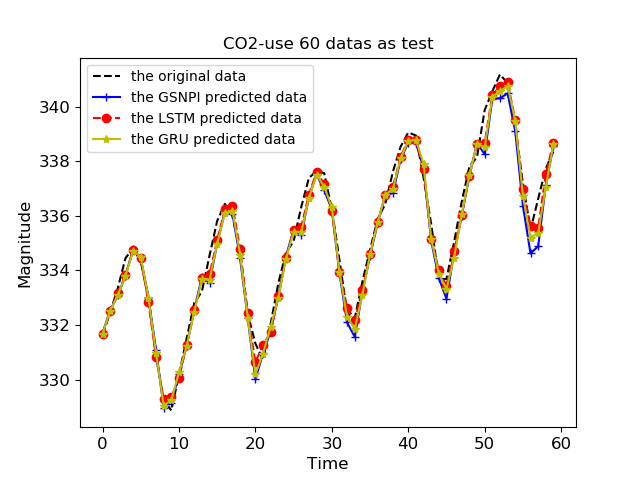 CO2-use 60 datas as test
the original data
the GSNPI predicted data
the LSTM predicted data
the GRU predicted data
Magnitude
340
338
336
334
332
330
0 10 20 30 40 50 60
Time